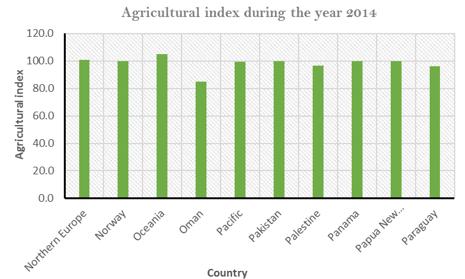 Agricultural index during the year 2014
120.0
100.0
80.0
60.0
40.0
20.0
0.0
Agricultural index
Northern Europe
Norway
Oceania
Oman
Pacific
Pakistan
Palestine
Panama
Papua New...
Paraguay
Country